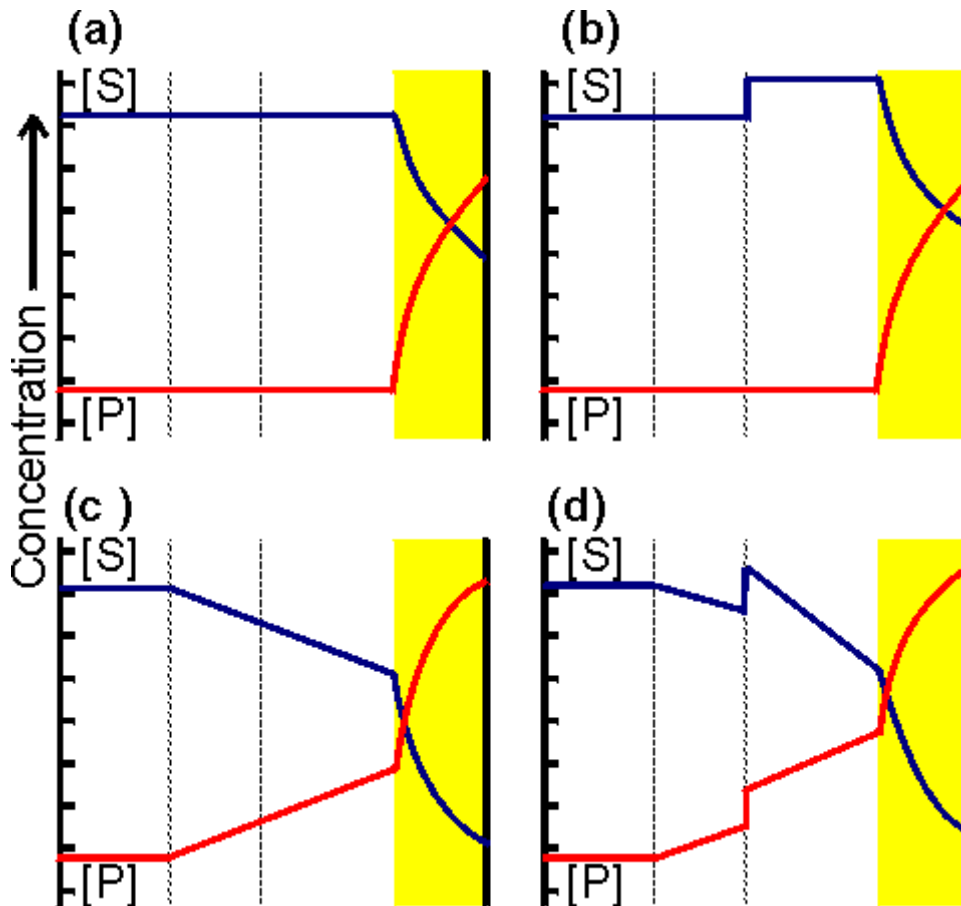 (a)
(b)
[S]
[S]
Concentration
[P]
[P]
(c )
(d)
[S]
[S]
[P]
[P]